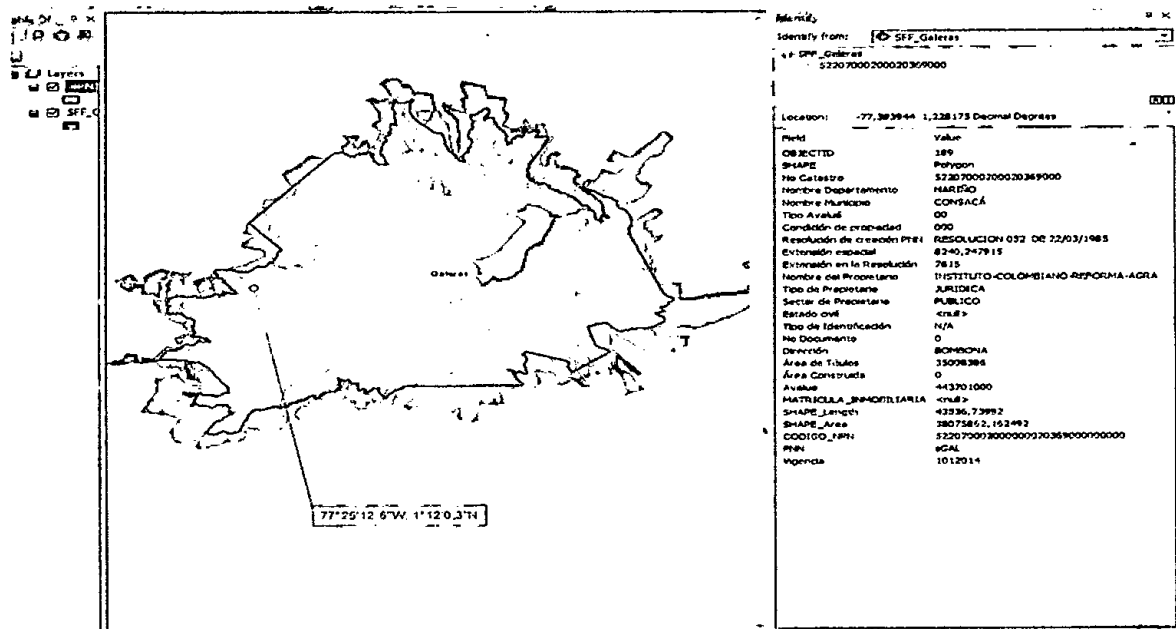 Layers
SFF_G
Galeras
77°25'12,6"W 1°12'0,3"N
Identify
Identify from: SFF_Galeras
SFF_Galeras
52207000200020369000
Location: -77,383944 1,228175 Decimal Degrees
Field Value
OBJECTID 189
SHAPE Polygon
No Catastro 52207000200020369000
Nombre Departamento NARIÑO
Nombre Municipio CONSACÁ
Tipo Avaluó 00
Condición de propiedad 000
Resolución de creación PNN RESOLUCION 052 DE 22/03/1985
Extensión espacial 8240,247915
Extensión en la Resolución 7615
Nombre del Propietario INSTITUTO-COLOMBIANO-REFORMA-AGRA
Tipo de Propietario JURIDICA
Sector de Propietario PUBLICO
Estado civil <null>
Tipo de Identificación N/A
No Documento 0
Dirección BOMBONA
Área de Títulos 35008386
Área Construida 0
Avalúo 443701000
MATRICULA_INMOBILIARIA <null>
SHAPE_Length 43936,73992
SHAPE_Area 38075862,162492
CODIGO_NPN
PNN sGAL
Vigencia 1012014